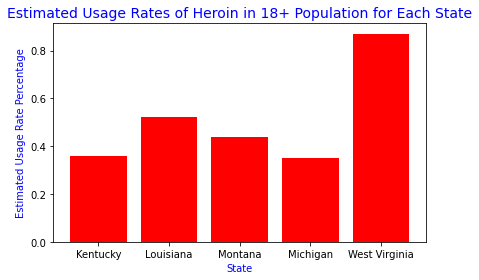 Estimated Usage Rates of Heroin in 18+ Population for Each State
Estimated Usage Rate Percentage
0.8
0.6
0.4
0.2
0.0
Kentucky Louisiana Montana Michigan West Virginia
State